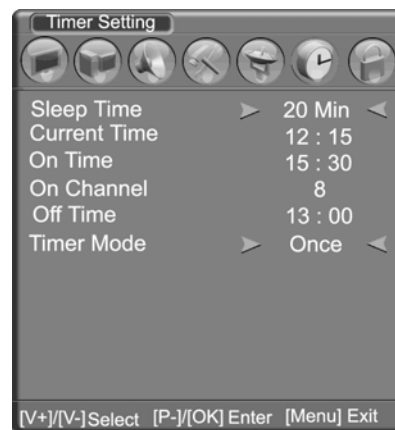 Timer Setting
Sleep Time 20 Min
Current Time 12 : 15
On Time 15 : 30
On Channel 8
Off Time 13 : 00
Timer Mode Once
[V+]/[V-]Select [P-]/[OK] Enter [Menu] Exit